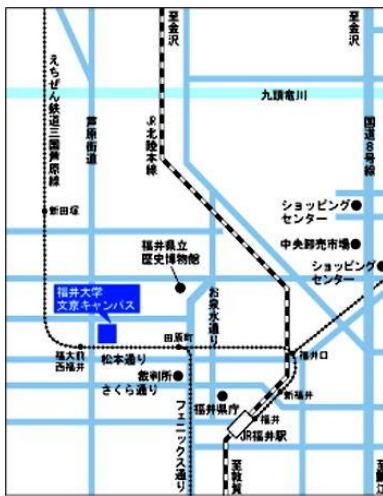 至金沢
至金沢
えちぜん鉄道三国芦原線
芦原街道
JR北陸本線
九頭竜川
国道8号線
新田塚
ショッピング
センター
福井県立
歴史博物館
中央卸売市場
ショッピング
センター
お泉水通り
福井大学
文京キャンパス
田原町
福井口
福大前
西福井
松本通り
裁判所
さくら通り
新福井
フェニックス通り
福井県庁
福井
JR福井駅
至敦賀
至鯖江